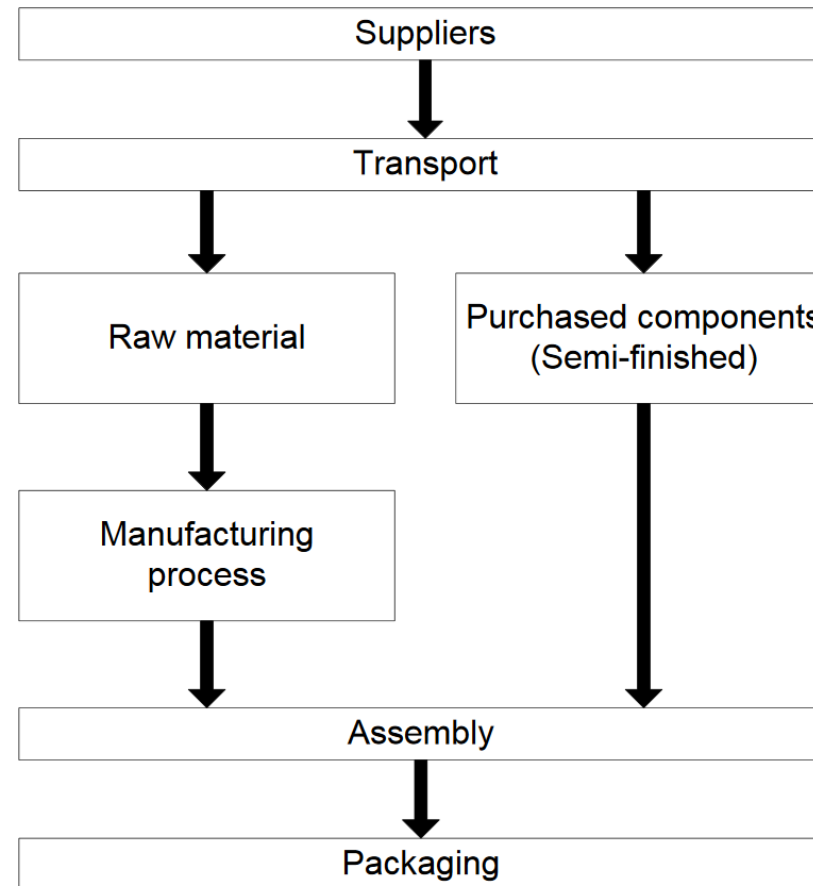 Suppliers
Transport
Raw material
Purchased components
(Semi-finished)
Manufacturing
process
Assembly
Packaging